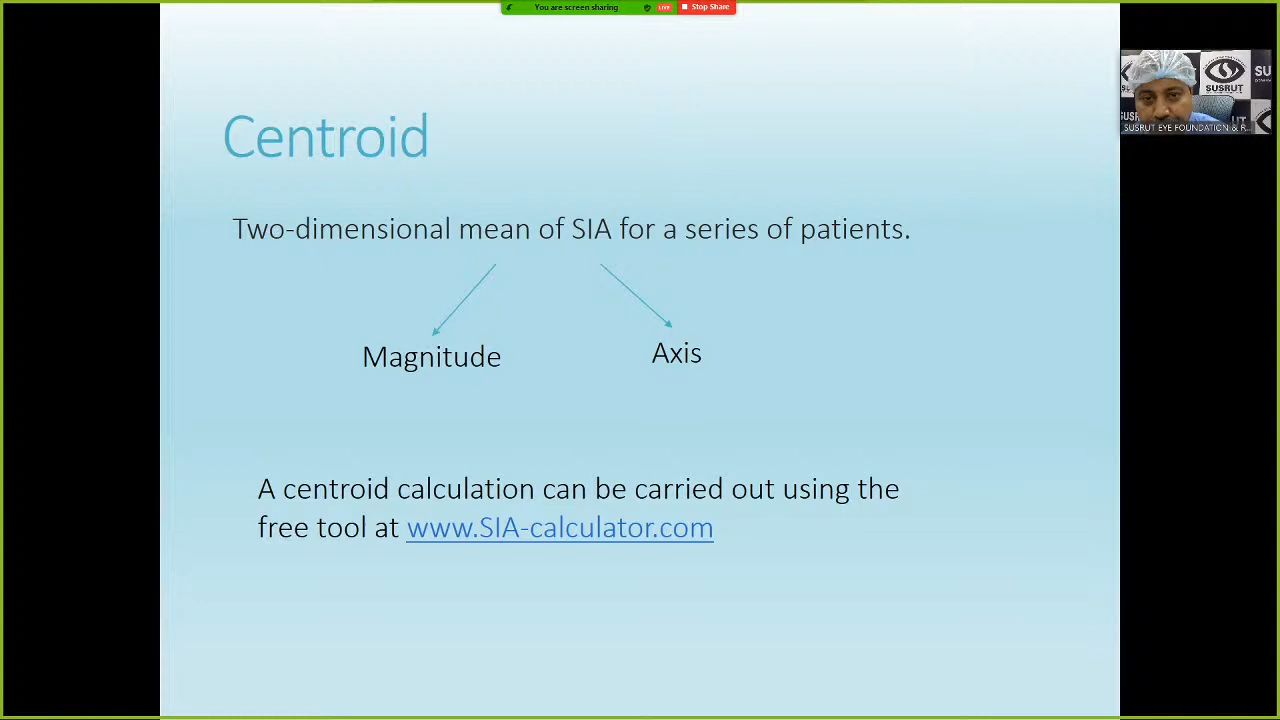 You are screen sharing LIVE Stop Share
SUSRUT
SUSRUT EYE FOUNDATION & R...
Centroid
Two-dimensional mean of SIA for a series of patients.
Magnitude
Axis
A centroid calculation can be carried out using the
free tool at www.SIA-calculator.com